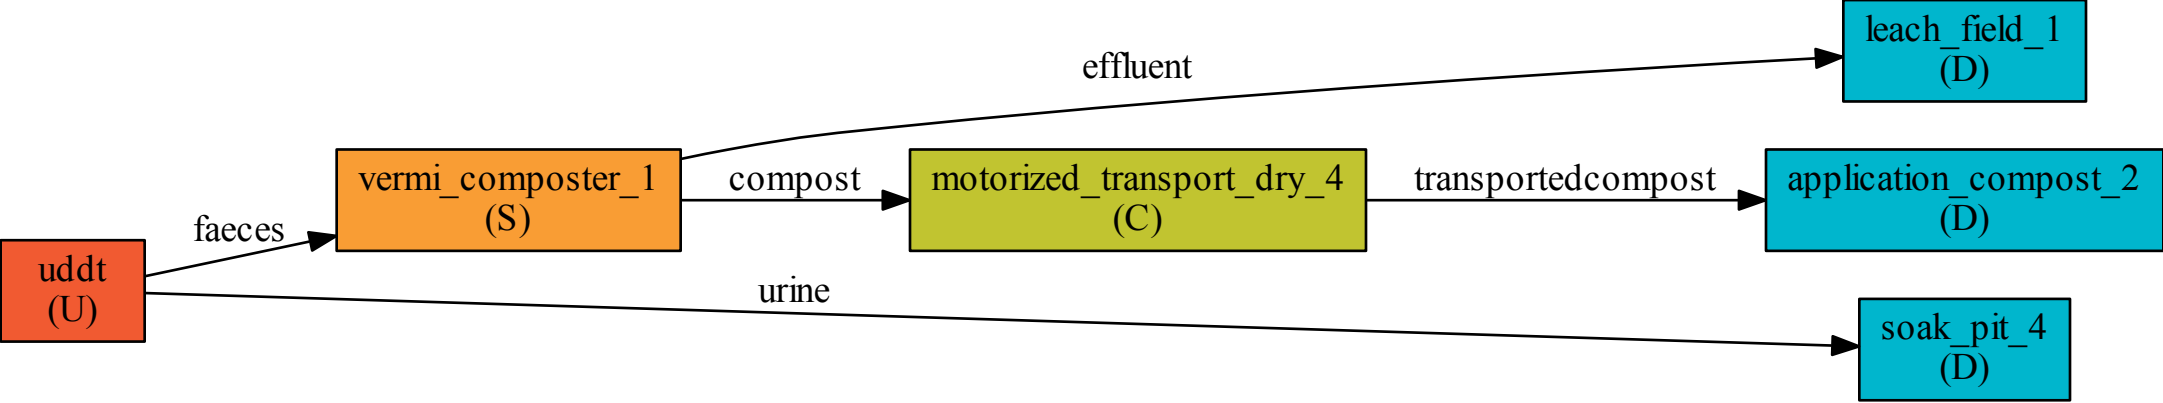 leach_field_1
(D)
effluent
vermi_composter_1
(S)
compost
motorized_transport_dry_4
(C)
transportedcompost
application_compost_2
(D)
faeces
uddt
(U)
urine
soak_pit_4
(D)